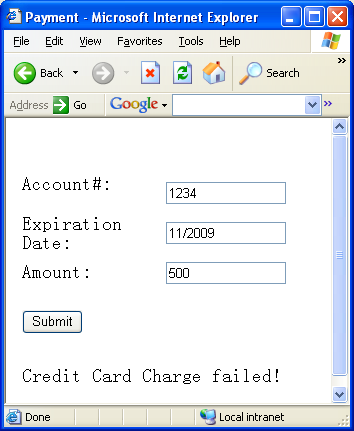 Payment - Microsoft Internet Explorer
File Edit View Favorites Tools Help »
Back Search »
Address Go Google »
Account#: 1234
Expiration
Date: 11/2009
Amount: 500
Submit
Credit Card Charge failed!
Done Local intranet